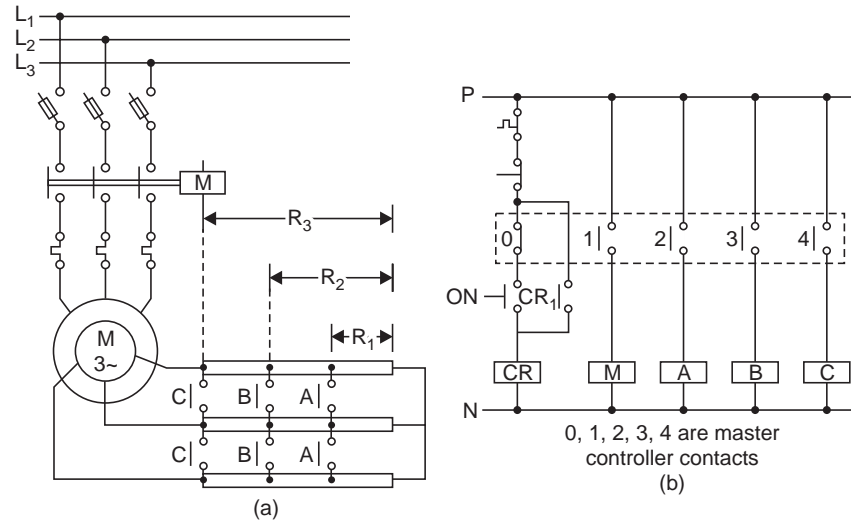 L1
L2
L3
M
R3
R2
R1
M
3~
C
B
A
C
B
A
(a)
P
0
1
2
3
4
ON
CR1
CR
M
A
B
C
N
0, 1, 2, 3, 4 are master
controller contacts
(b)